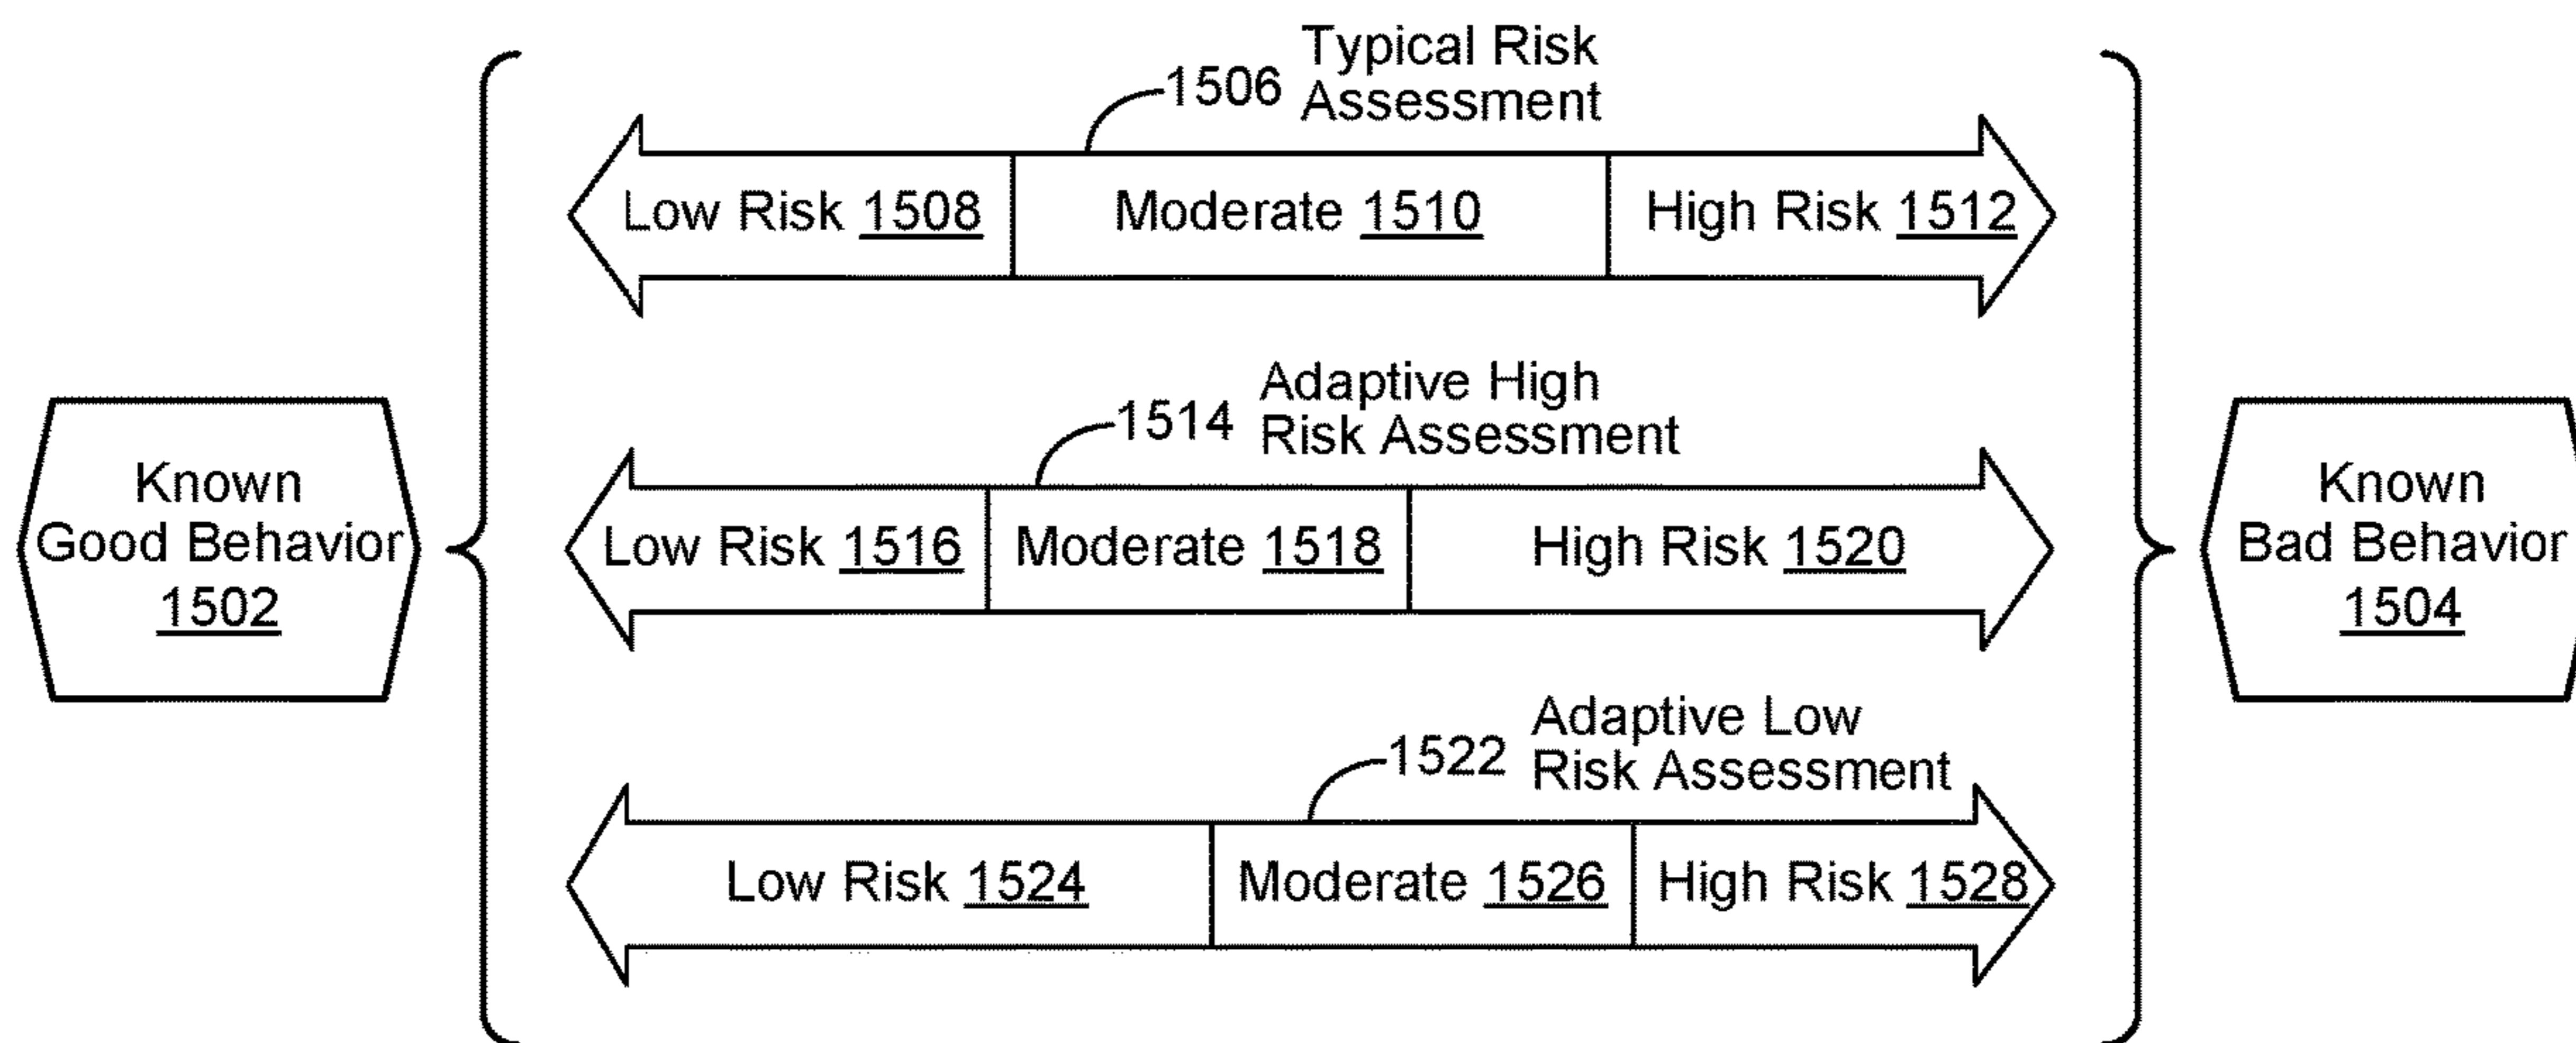 Typical Risk
1506 Assessment
Low Risk 1508 Moderate 1510 High Risk 1512
Adaptive High
1514 Risk Assessment
Known
Good Behavior
1502
Low Risk 1516 Moderate 1518 High Risk 1520
Known
Bad Behavior
1504
Adaptive Low
1522 Risk Assessment
Low Risk 1524 Moderate 1526 High Risk 1528